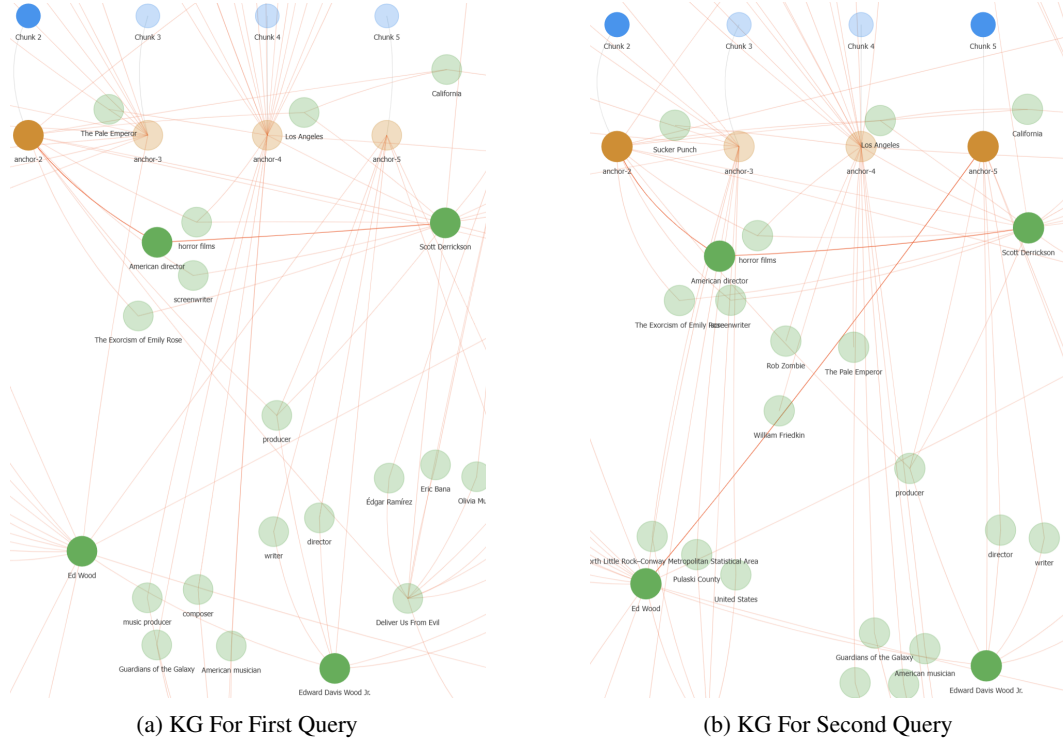 Chunk 2
Chunk 3
Chunk 4
Chunk 5
California
The Pale Emperor
Los Angeles
anchor-2
anchor-3
anchor-4
anchor-5
horror films
Scott Derrickson
American director
screenwriter
The Exorcism of Emily Rose
producer
Édgar Ramírez
Eric Bana
Olivia Mu
writer
director
Ed Wood
music producer
composer
Deliver Us From Evil
Guardians of the Galaxy
American musician
Edward Davis Wood Jr.
(a) KG For First Query
Chunk 2
Chunk 3
Chunk 4
Chunk 5
California
Sucker Punch
Los Angeles
anchor-2
anchor-3
anchor-4
anchor-5
horror films
Scott Derrickson
American director
The Exorcism of Emily Rose
screenwriter
Rob Zombie
The Pale Emperor
William Friedkin
producer
director
writer
orth Little Rock–Conway Metropolitan Statistical Area
Pulaski County
United States
Ed Wood
Guardians of the Galaxy
American musician
Edward Davis Wood Jr.
(b) KG For Second Query